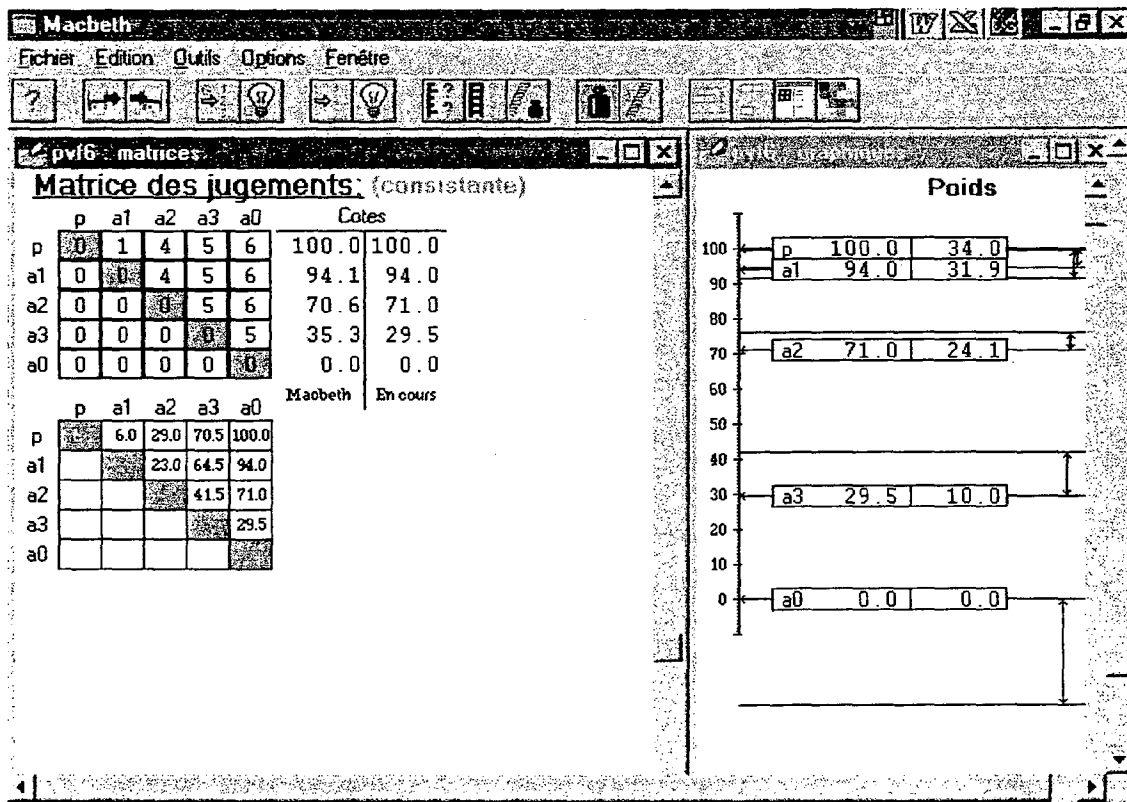 Macbeth
Fichier Edition Outils Options Fenêtre
pvf6 : matrices
Matrice des jugements: (consistante)
p a1 a2 a3 a0 Cotes
p 0 1 4 5 6 100.0 100.0
a1 0 0 4 5 6 94.1 94.0
a2 0 0 0 5 6 70.6 71.0
a3 0 0 0 0 5 35.3 29.5
a0 0 0 0 0 0 0.0 0.0
Macbeth En cours
p a1 a2 a3 a0
p 6.0 29.0 70.5 100.0
a1 23.0 64.5 94.0
a2 41.5 71.0
a3 29.5
a0
Poids
100 p 100.0 34.0
a1 94.0 31.9
90
80
70 a2 71.0 24.1
60
50
40
30 a3 29.5 10.0
20
10
0 a0 0.0 0.0